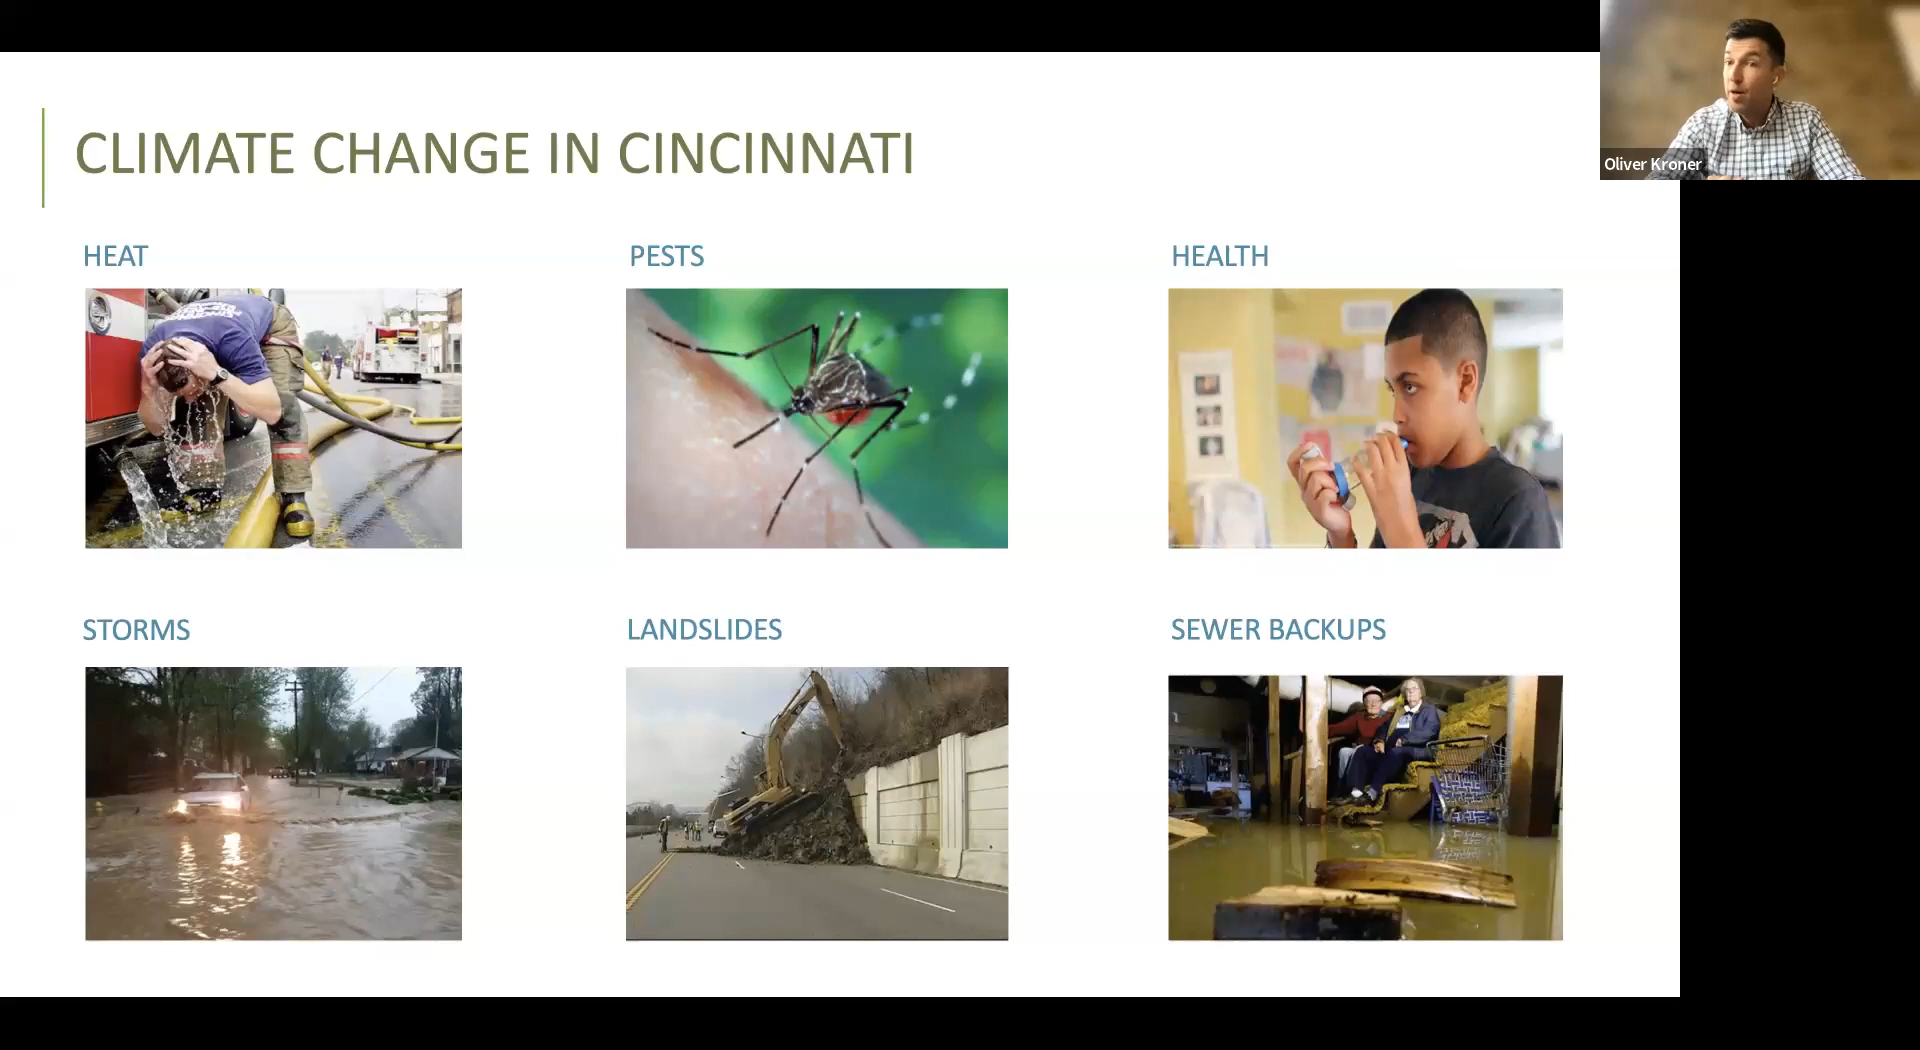 CLIMATE CHANGE IN CINCINNATI
Oliver Kroner
HEAT
PESTS
HEALTH
STORMS
LANDSLIDES
SEWER BACKUPS